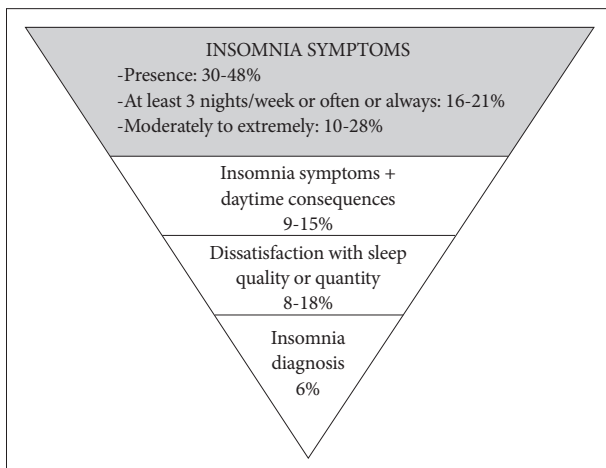 INSOMNIA SYMPTOMS
-Presence: 30-48%
-At least 3 nights/week or often or always: 16-21%
-Moderately to extremely: 10-28%
Insomnia symptoms +
daytime consequences
9-15%
Dissatisfaction with sleep
quality or quantity
8-18%
Insomnia
diagnosis
6%